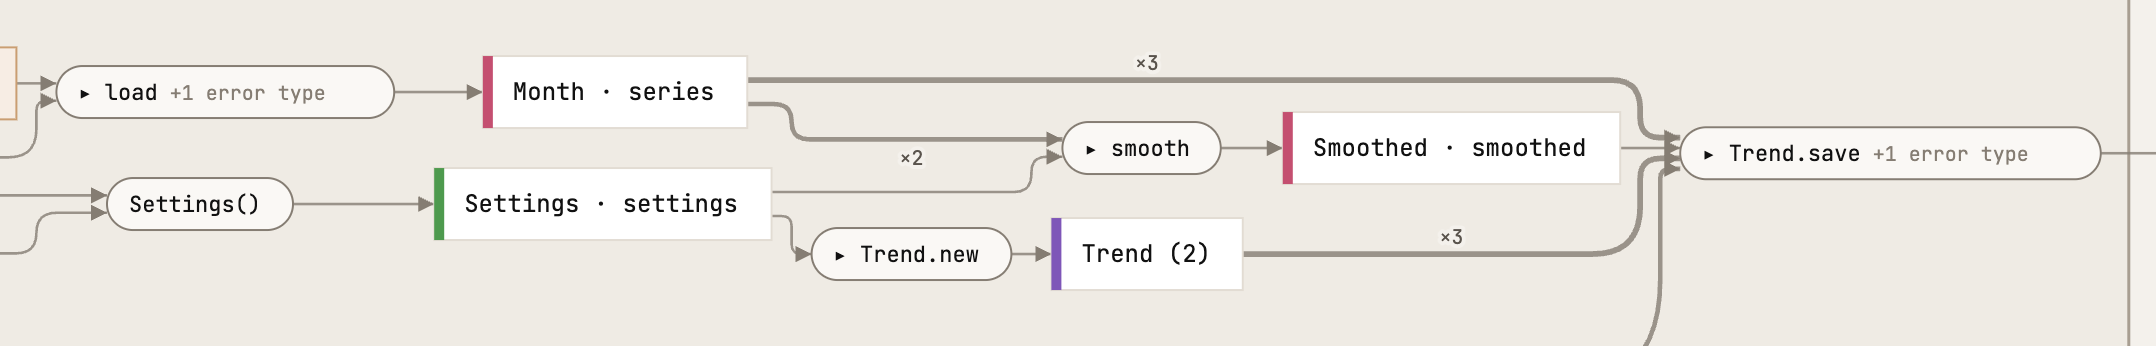 ×3
▸ load +1 error type
Month · series
▸ smooth
Smoothed · smoothed
▸ Trend.save +1 error type
×2
Settings()
Settings · settings
×3
▸ Trend.new
Trend (2)